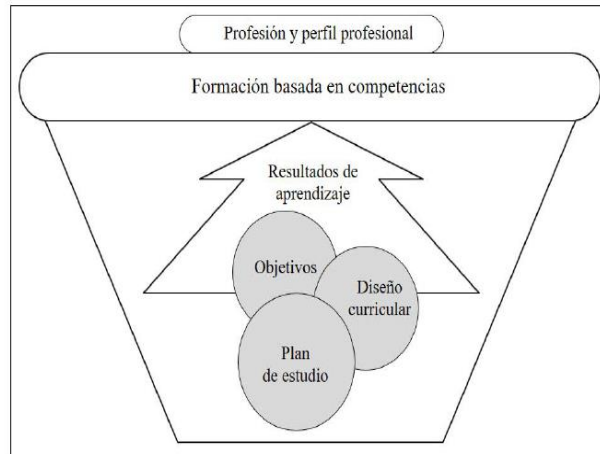 Profesión y perfil profesional
Formación basada en competencias
Resultados de
aprendizaje
Objetivos
Diseño
curricular
Plan
de estudio